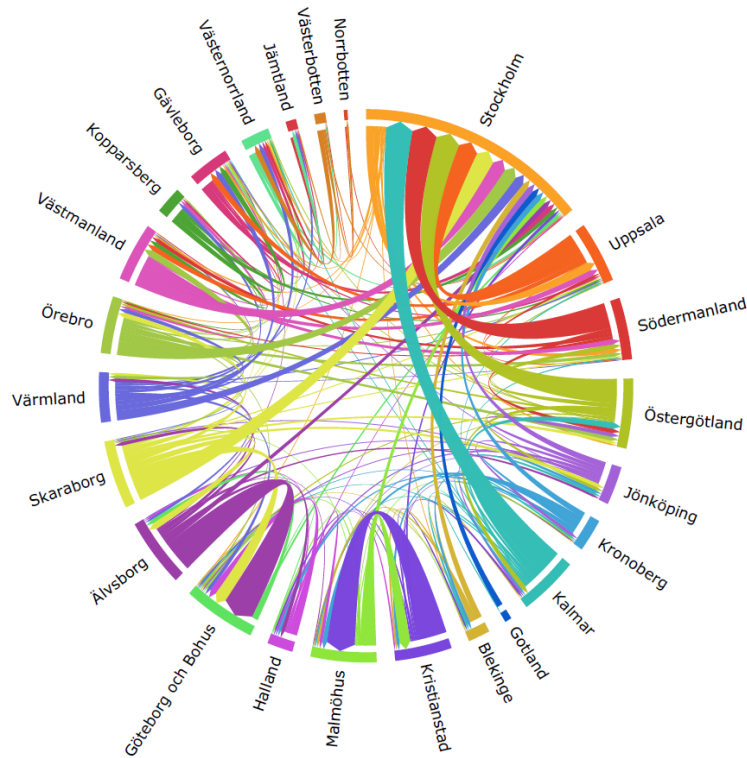 Stockholm
Uppsala
Södermanland
Östergötland
Jönköping
Kronoberg
Kalmar
Gotland
Blekinge
Kristianstad
Malmöhus
Halland
Göteborg och Bohus
Älvsborg
Skaraborg
Värmland
Örebro
Västmanland
Kopparsberg
Gävleborg
Västernorrland
Jämtland
Västerbotten
Norrbotten